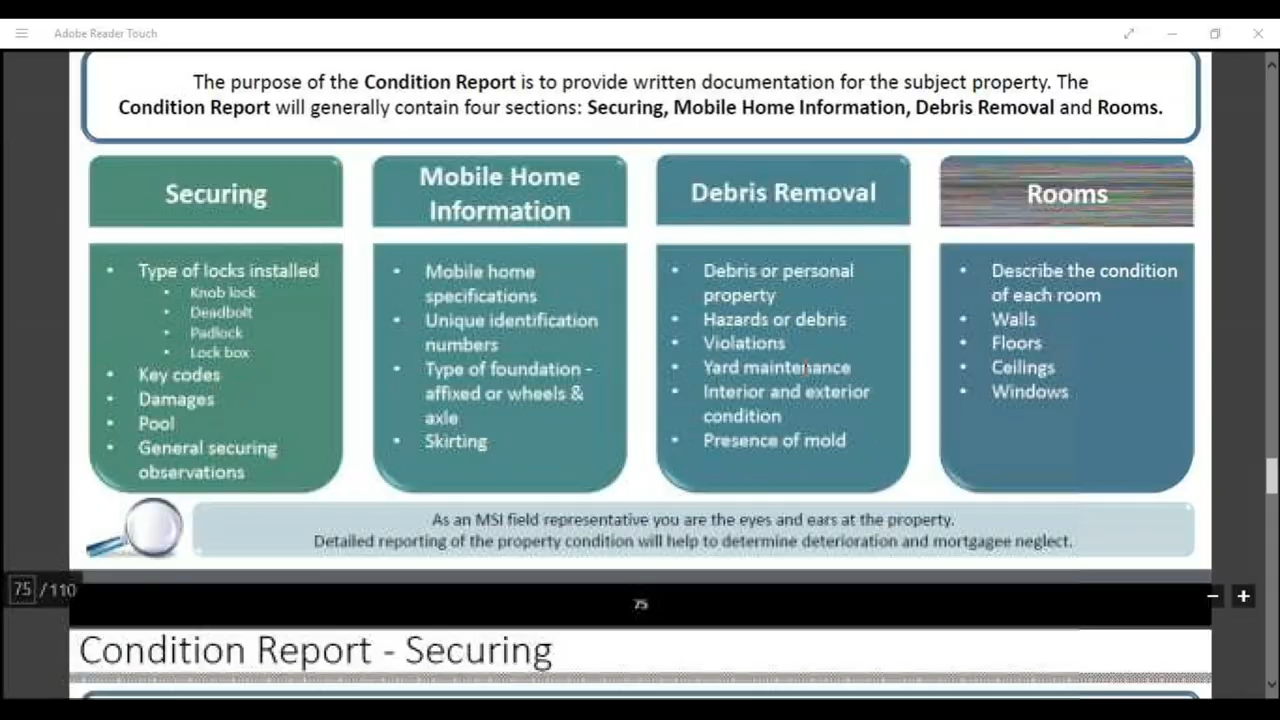 Adobe Reader Touch
The purpose of the Condition Report is to provide written documentation for the subject property. The
Condition Report will generally contain four sections: Securing, Mobile Home Information, Debris Removal and Rooms.
Securing
Type of locks installed
Knob lock
Deadbolt
Padlock
Lock box
Key codes
Damages
Pool
General securing
observations
Mobile Home
Information
Mobile home
specifications
Unique identification
numbers
Type of foundation -
affixed or wheels &
axle
Skirting
Debris Removal
Debris or personal
property
Hazards or debris
Violations
Yard maintenance
Interior and exterior
condition
Presence of mold
Rooms
Describe the condition
of each room
Walls
Floors
Ceilings
Windows
As an MSI field representative you are the eyes and ears at the property.
Detailed reporting of the property condition will help to determine deterioration and mortgagee neglect.
75 / 110
75
Condition Report - Securing